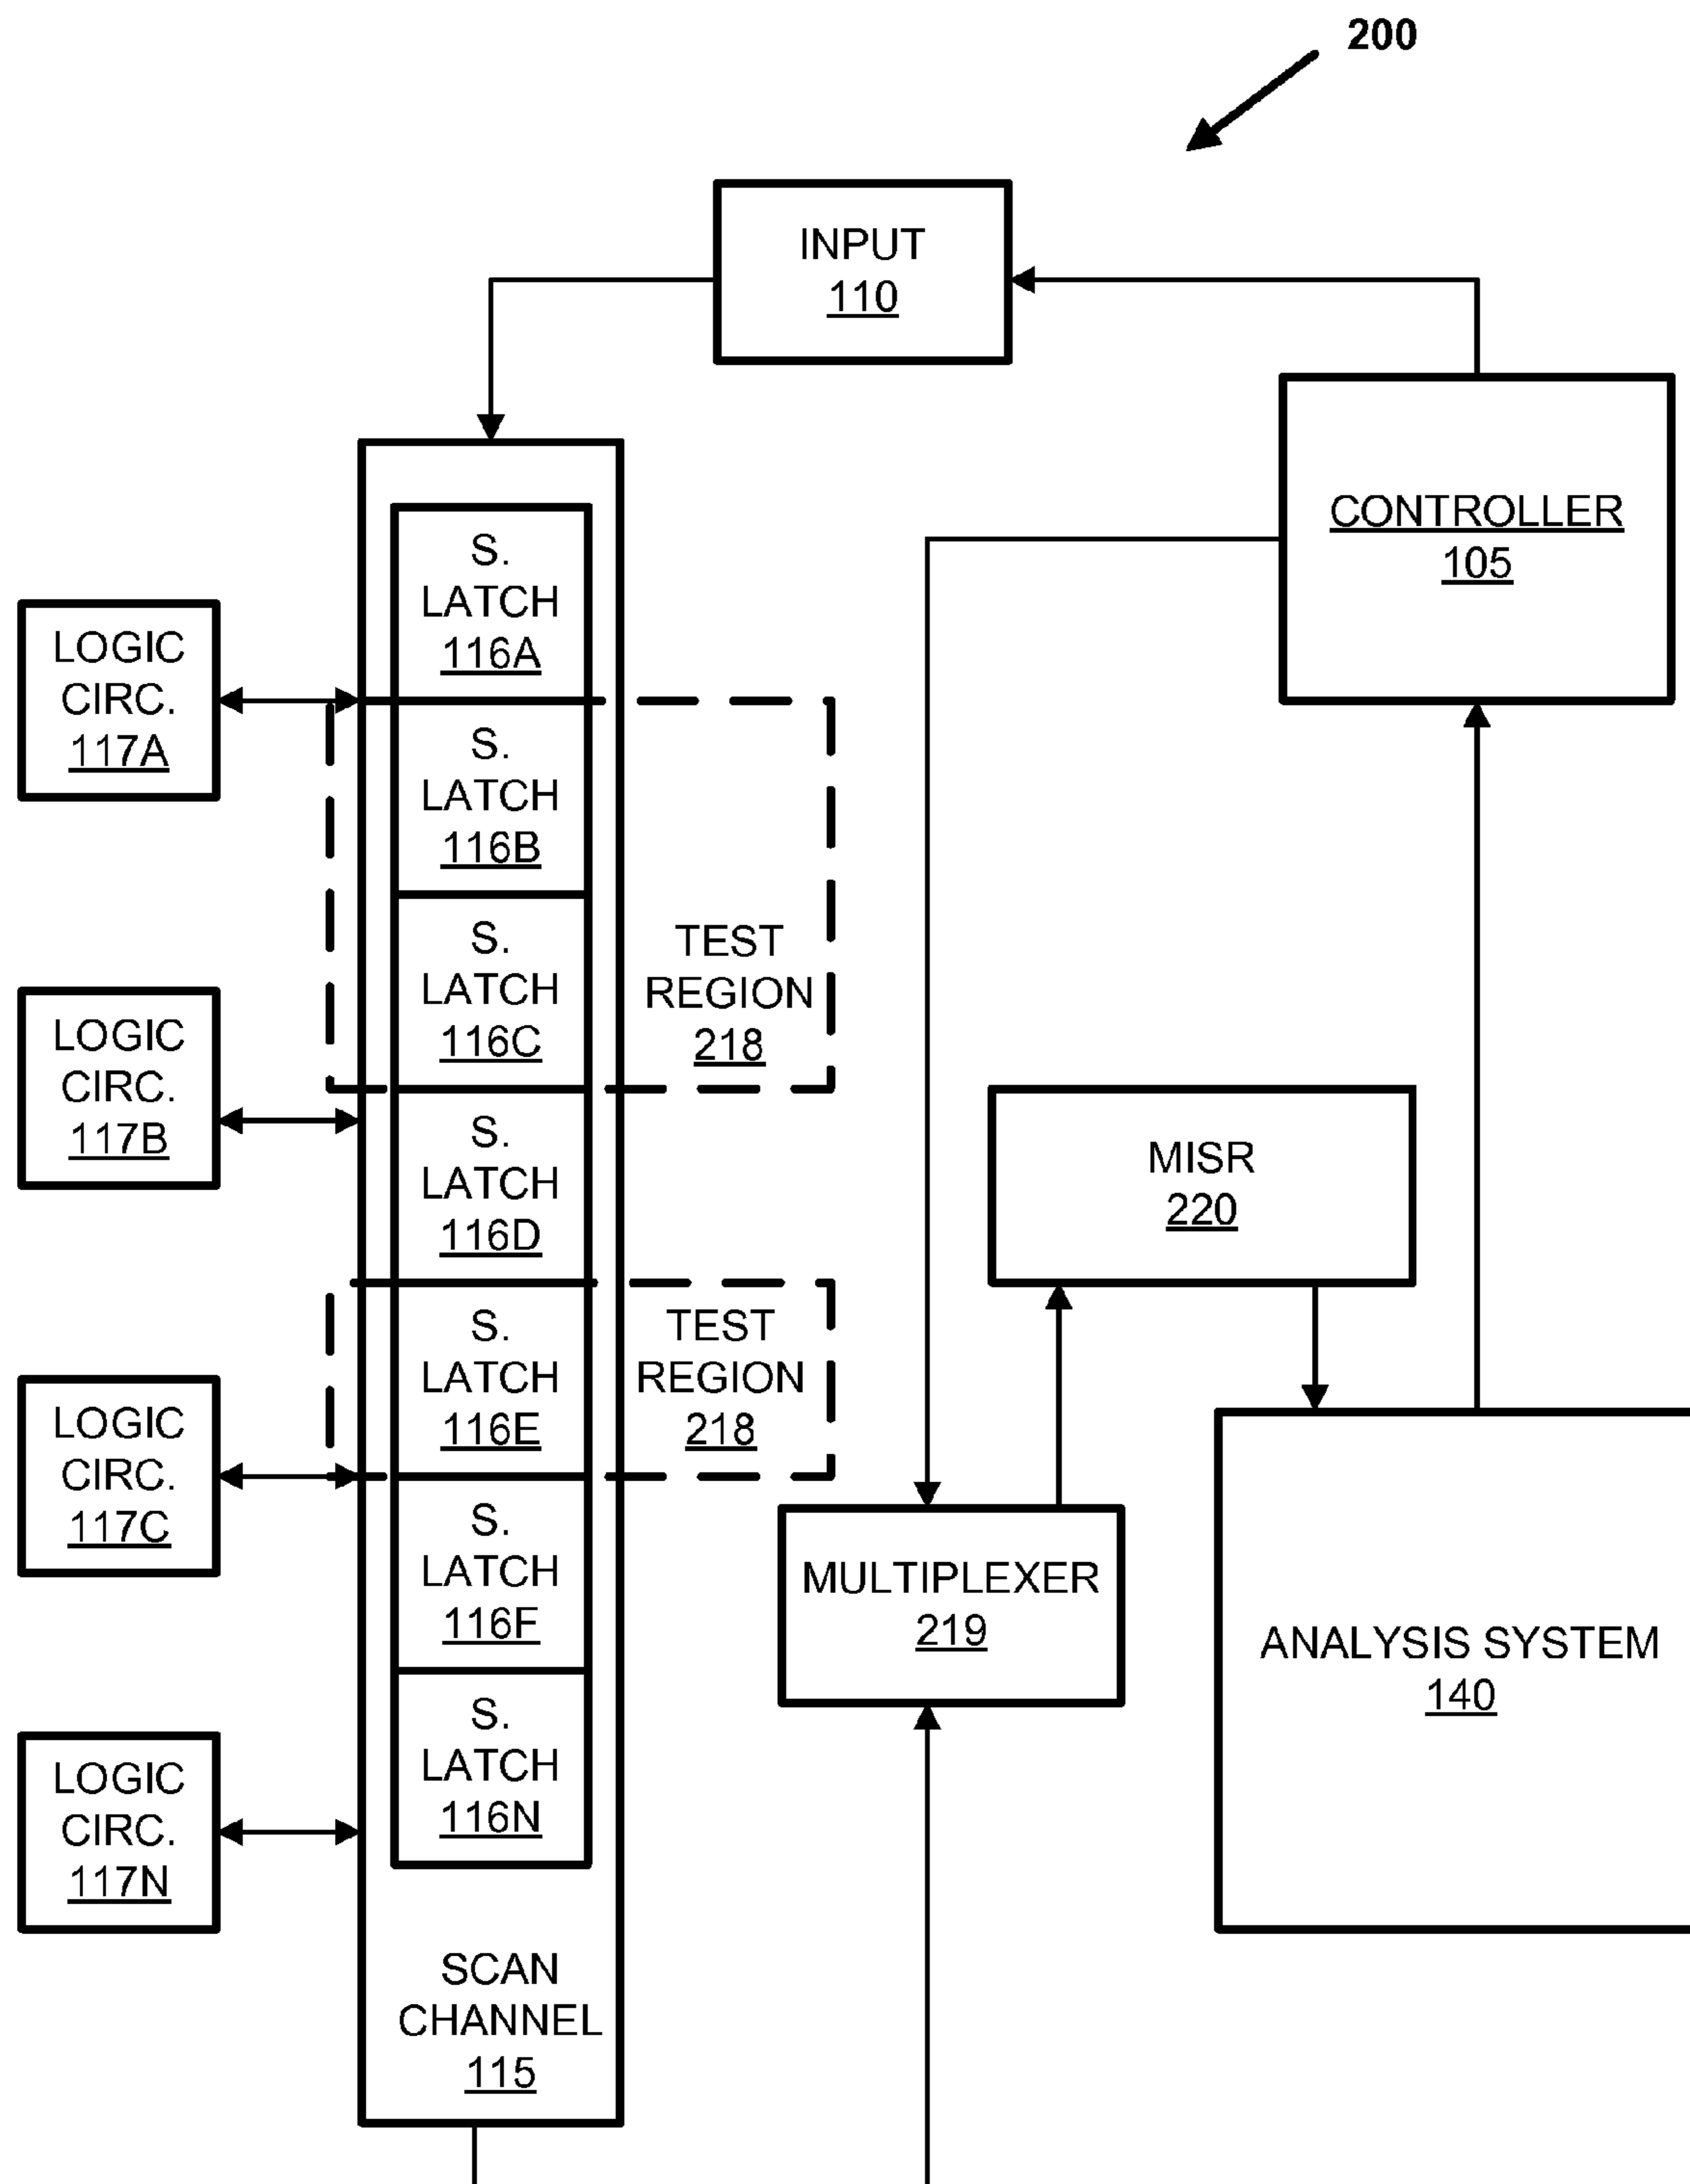 200
INPUT
110
CONTROLLER
105
S.
LATCH
116A
LOGIC
CIRC.
117A
S.
LATCH
116B
S.
LATCH
116C
TEST
REGION
218
LOGIC
CIRC.
117B
S.
LATCH
116D
MISR
220
S.
LATCH
116E
TEST
REGION
218
LOGIC
CIRC.
117C
S.
LATCH
116F
MULTIPLEXER
219
ANALYSIS SYSTEM
140
S.
LATCH
116N
LOGIC
CIRC.
117N
SCAN
CHANNEL
115